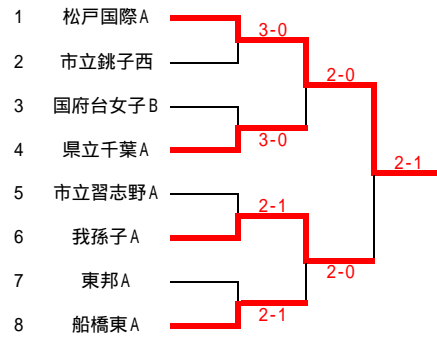 1 松戸国際A
3-0
2 市立銚子西
2-0
3 国府台女子B
3-0
4 県立千葉A
2-1
5 市立習志野A
2-1
6 我孫子A
2-0
7 東邦A
2-1
8 船橋東A